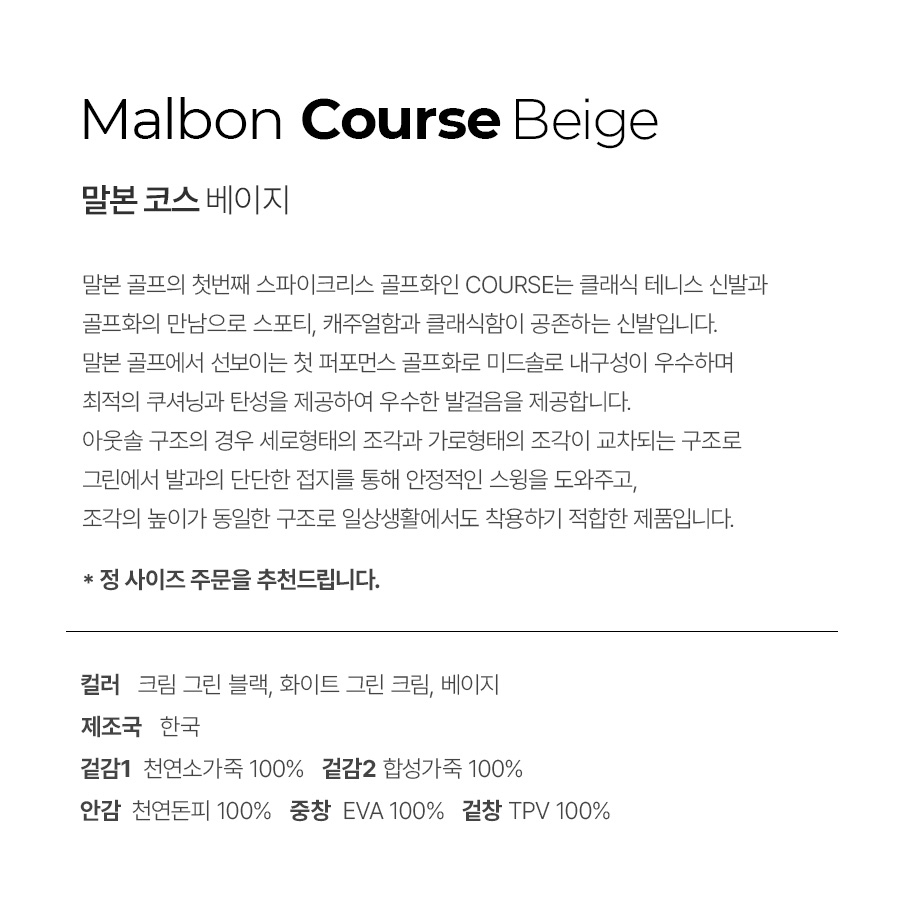 Malbon Course Beige
말본 코스 베이지
말본 골프의 첫번째 스파이크리스 골프화인 COURSE는 클래식 테니스 신발과
골프화의 만남으로 스포티, 캐주얼함과 클래식함이 공존하는 신발입니다.
말본 골프에서 선보이는 첫 퍼포먼스 골프화로 미드솔로 내구성이 우수하며
최적의 쿠셔닝과 탄성을 제공하여 우수한 발걸음을 제공합니다.
아웃솔 구조의 경우 세로형태의 조각과 가로형태의 조각이 교차되는 구조로
그린에서 발과의 단단한 접지를 통해 안정적인 스윙을 도와주고,
조각의 높이가 동일한 구조로 일상생활에서도 착용하기 적합한 제품입니다.
* 정 사이즈 주문을 추천드립니다.
컬러 크림 그린 블랙, 화이트 그린 크림, 베이지
제조국 한국
겉감1 천연소가죽 100% 겉감2 합성가죽 100%
안감 천연돈피 100% 중창 EVA 100% 겉창 TPV 100%